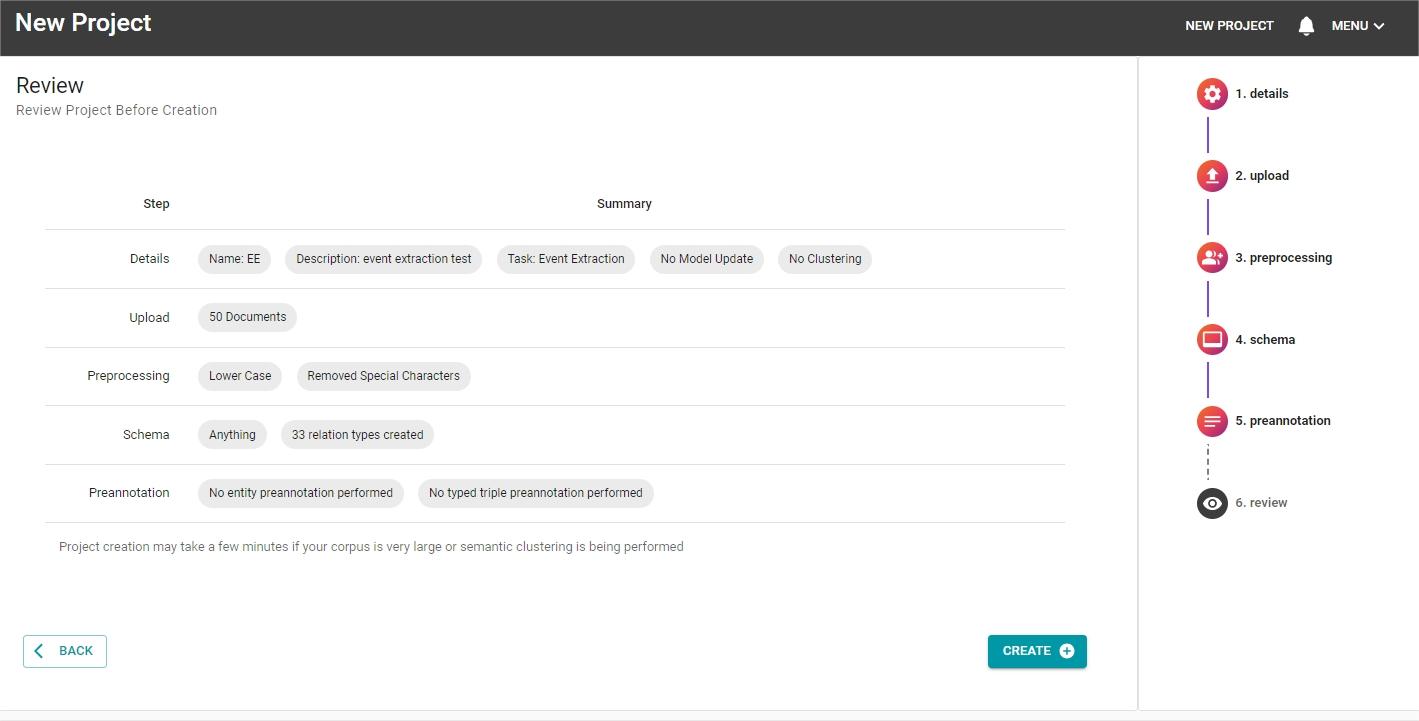 New Project
NEW PROJECT MENU
Review
Review Project Before Creation
Step Summary
Details Name: EE Description: event extraction test Task: Event Extraction No Model Update No Clustering
Upload 50 Documents
Preprocessing Lower Case Removed Special Characters
Schema Anything 33 relation types created
Preannotation No entity preannotation performed No typed triple preannotation performed
Project creation may take a few minutes if your corpus is very large or semantic clustering is being performed
BACK
CREATE
1. details
2. upload
3. preprocessing
4. schema
5. preannotation
6. review